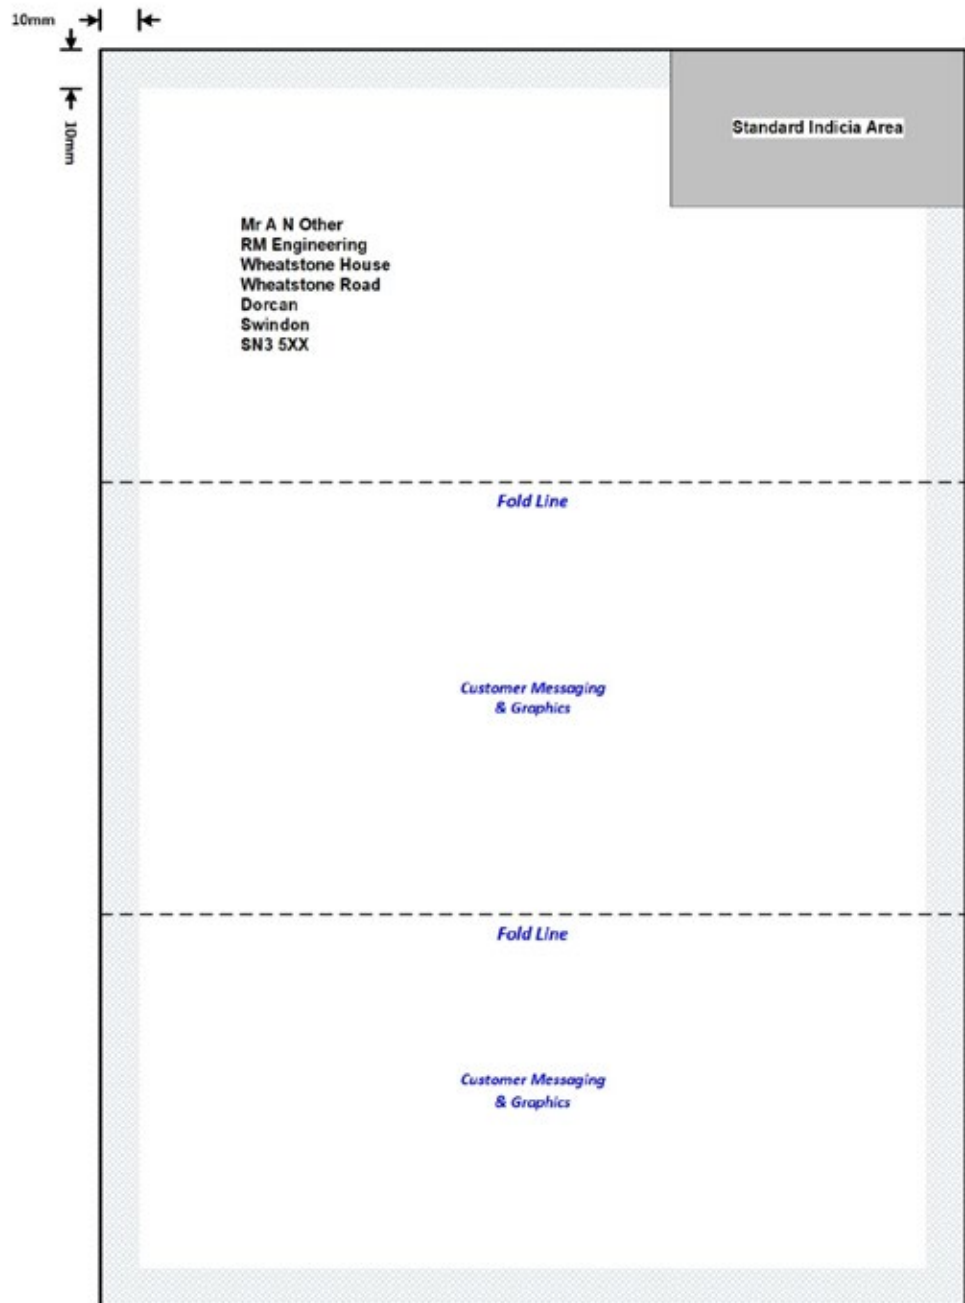 10mm
10mm
Standard Indicia Area
Mr A N Other
RM Engineering
Wheatstone House
Wheatstone Road
Dorcan
Swindon
SN3 5XX
Fold Line
Customer Messaging
& Graphics
Fold Line
Customer Messaging
& Graphics